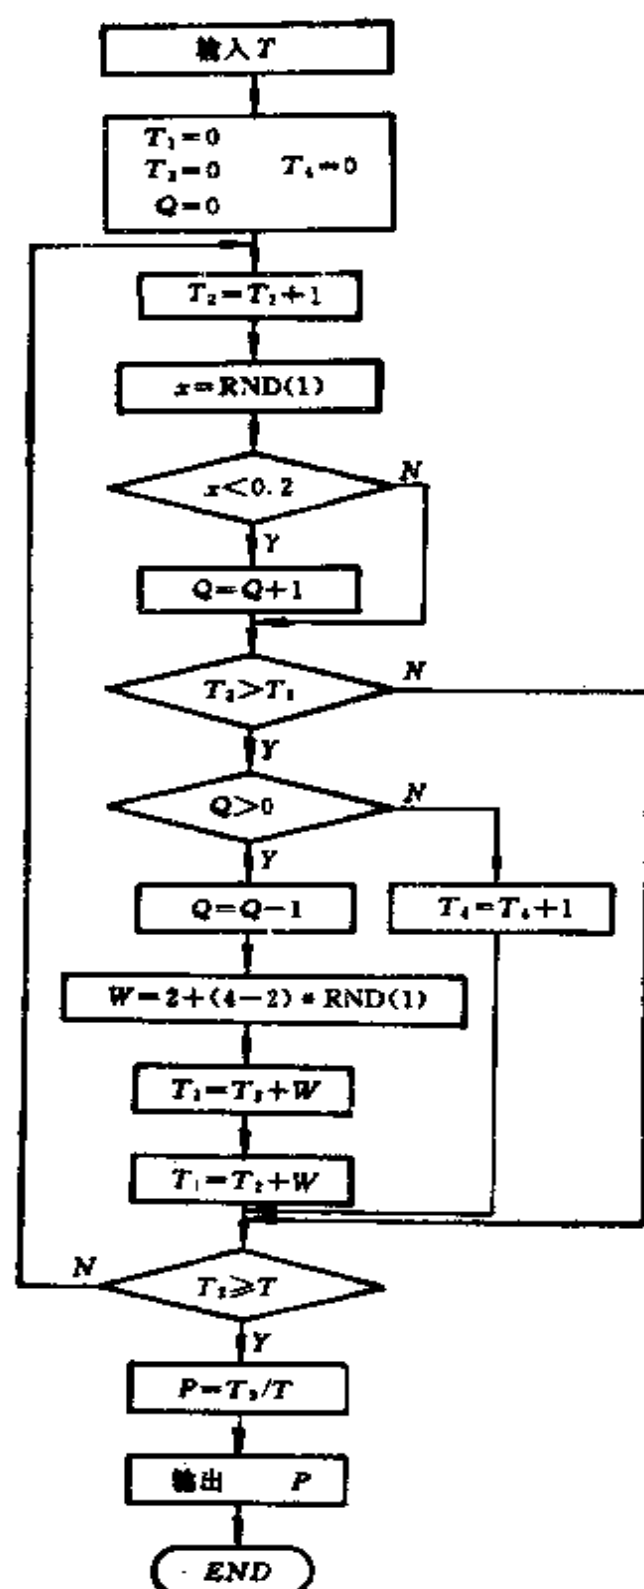 输入 T
T₁=0
T₃=0 T₄=0
Q=0
T₂=T₂+1
x=RND(1)
x<0.2
N
Y
Q=Q+1
T₂>T₁
N
Y
Q>0
N
Y
Q=Q-1
T₄=T₄+1
W=2+(4-2)*RND(1)
T₃=T₃+W
T₁=T₂+W
N
T₂≥T
Y
P=T₃/T
输出 P
END